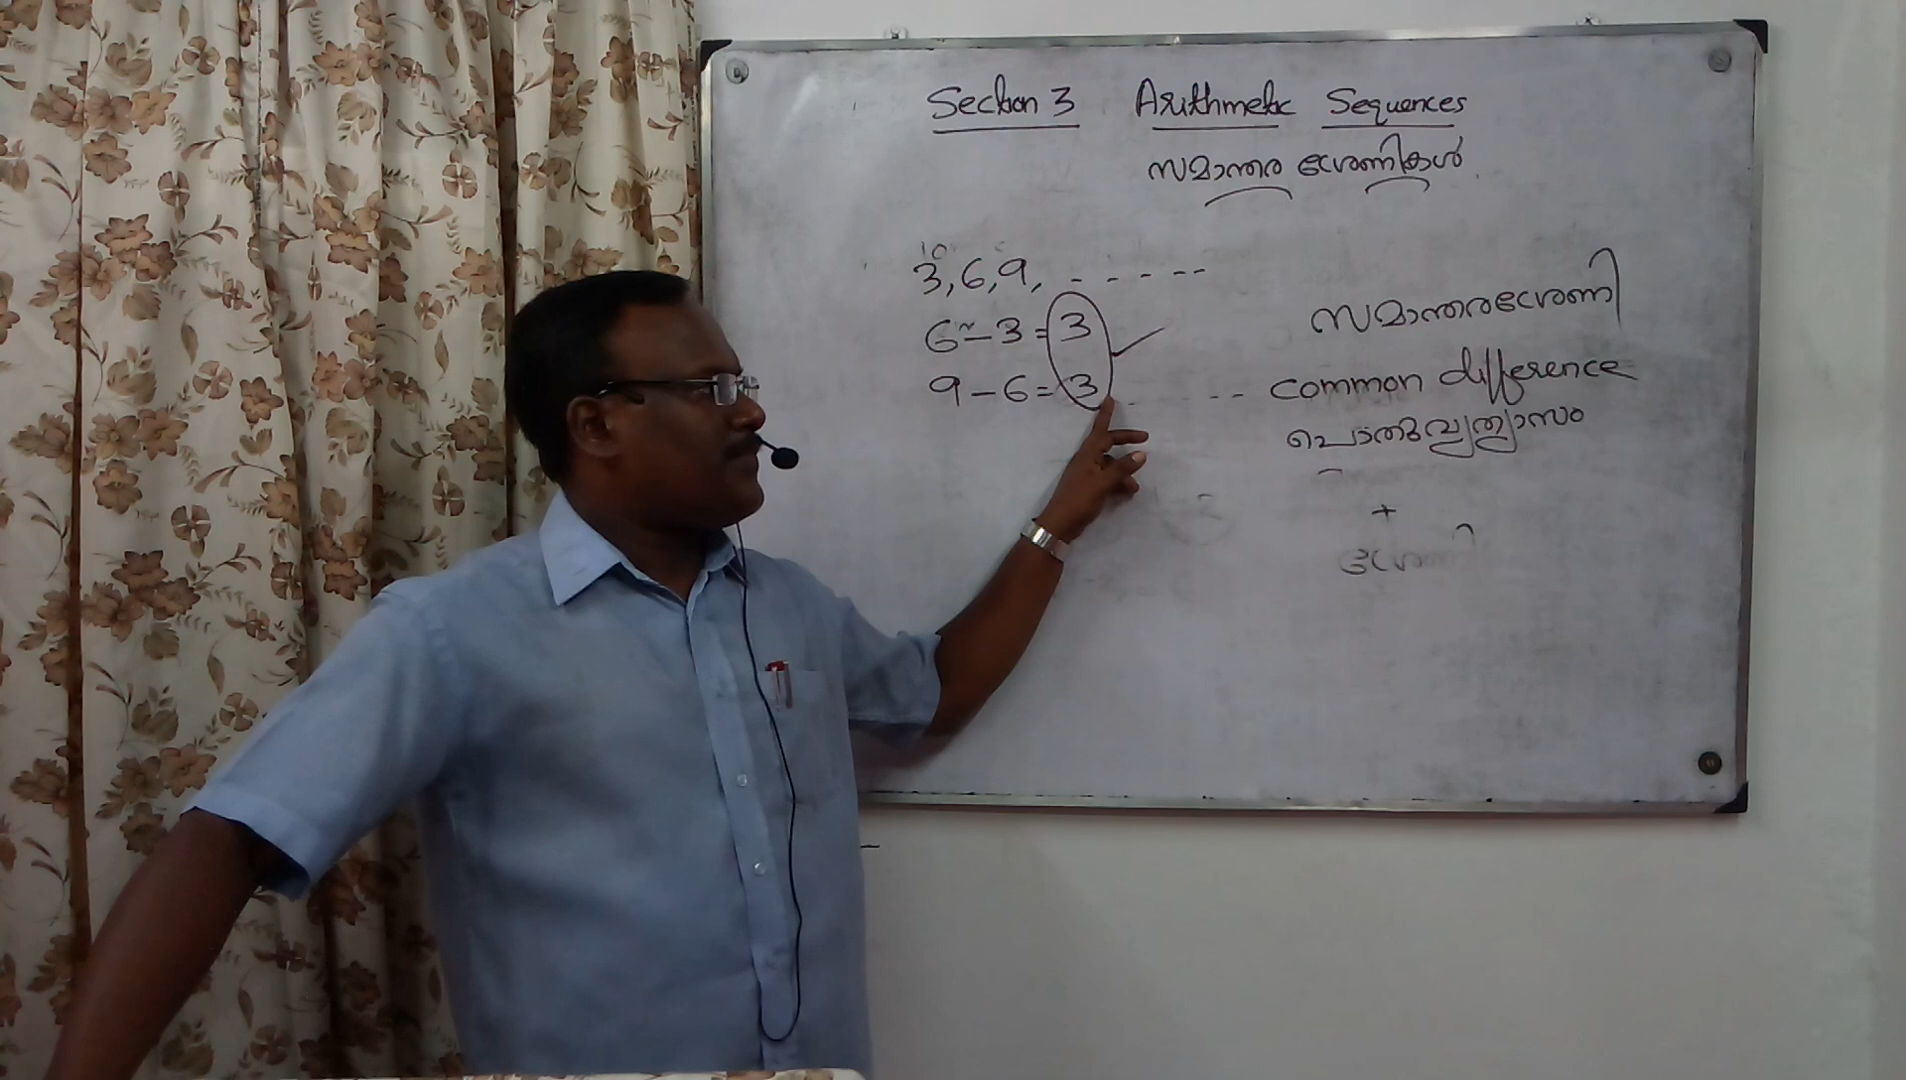 Section 3 Arithmetic Sequences
സമാന്തര ശ്രേണികൾ
3, 6, 9, - - - - -
6 - 3 = 3
9 - 6 = 3 - - - - -
സമാന്തരശ്രേണി
common difference
പൊതുവ്യത്യാസം
+
ശ്രേണി